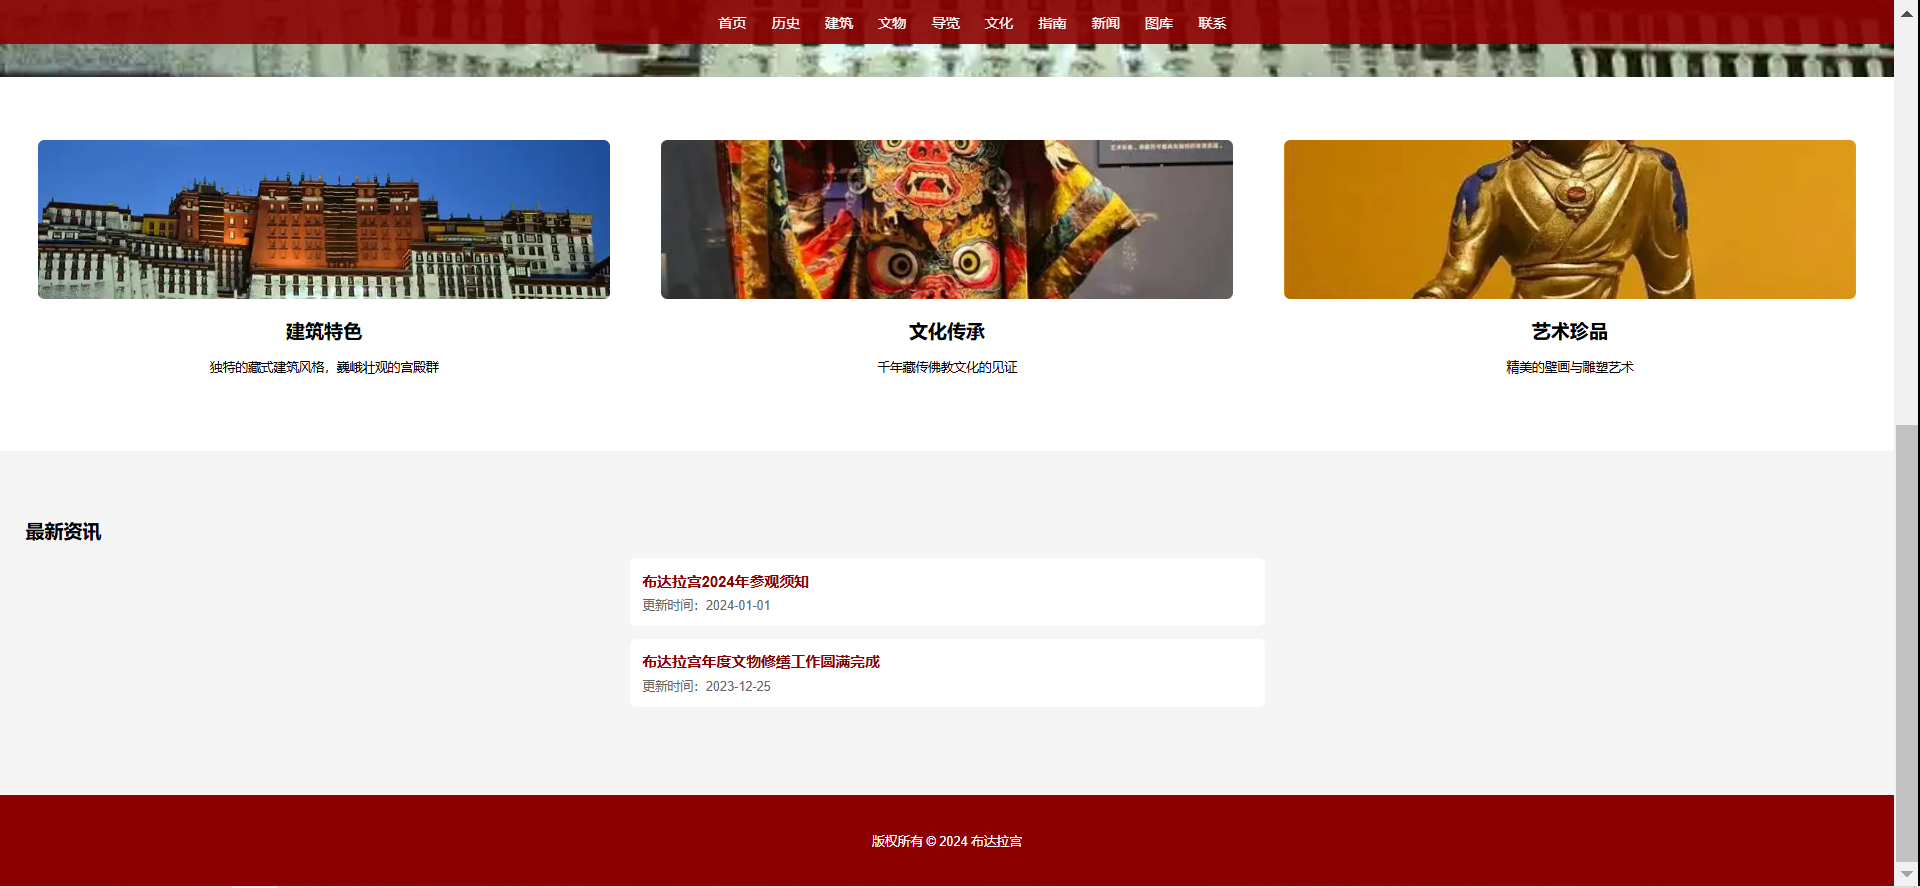 首页 历史 建筑 文物 导览 文化 指南 新闻 图库 联系
建筑特色
独特的藏式建筑风格，巍峨壮观的宫殿群
文化传承
千年藏传佛教文化的见证
艺术珍品
精美的壁画与雕塑艺术
最新资讯
布达拉宫2024年参观须知
更新时间：2024-01-01
布达拉宫年度文物修缮工作圆满完成
更新时间：2023-12-25
版权所有 © 2024 布达拉宫